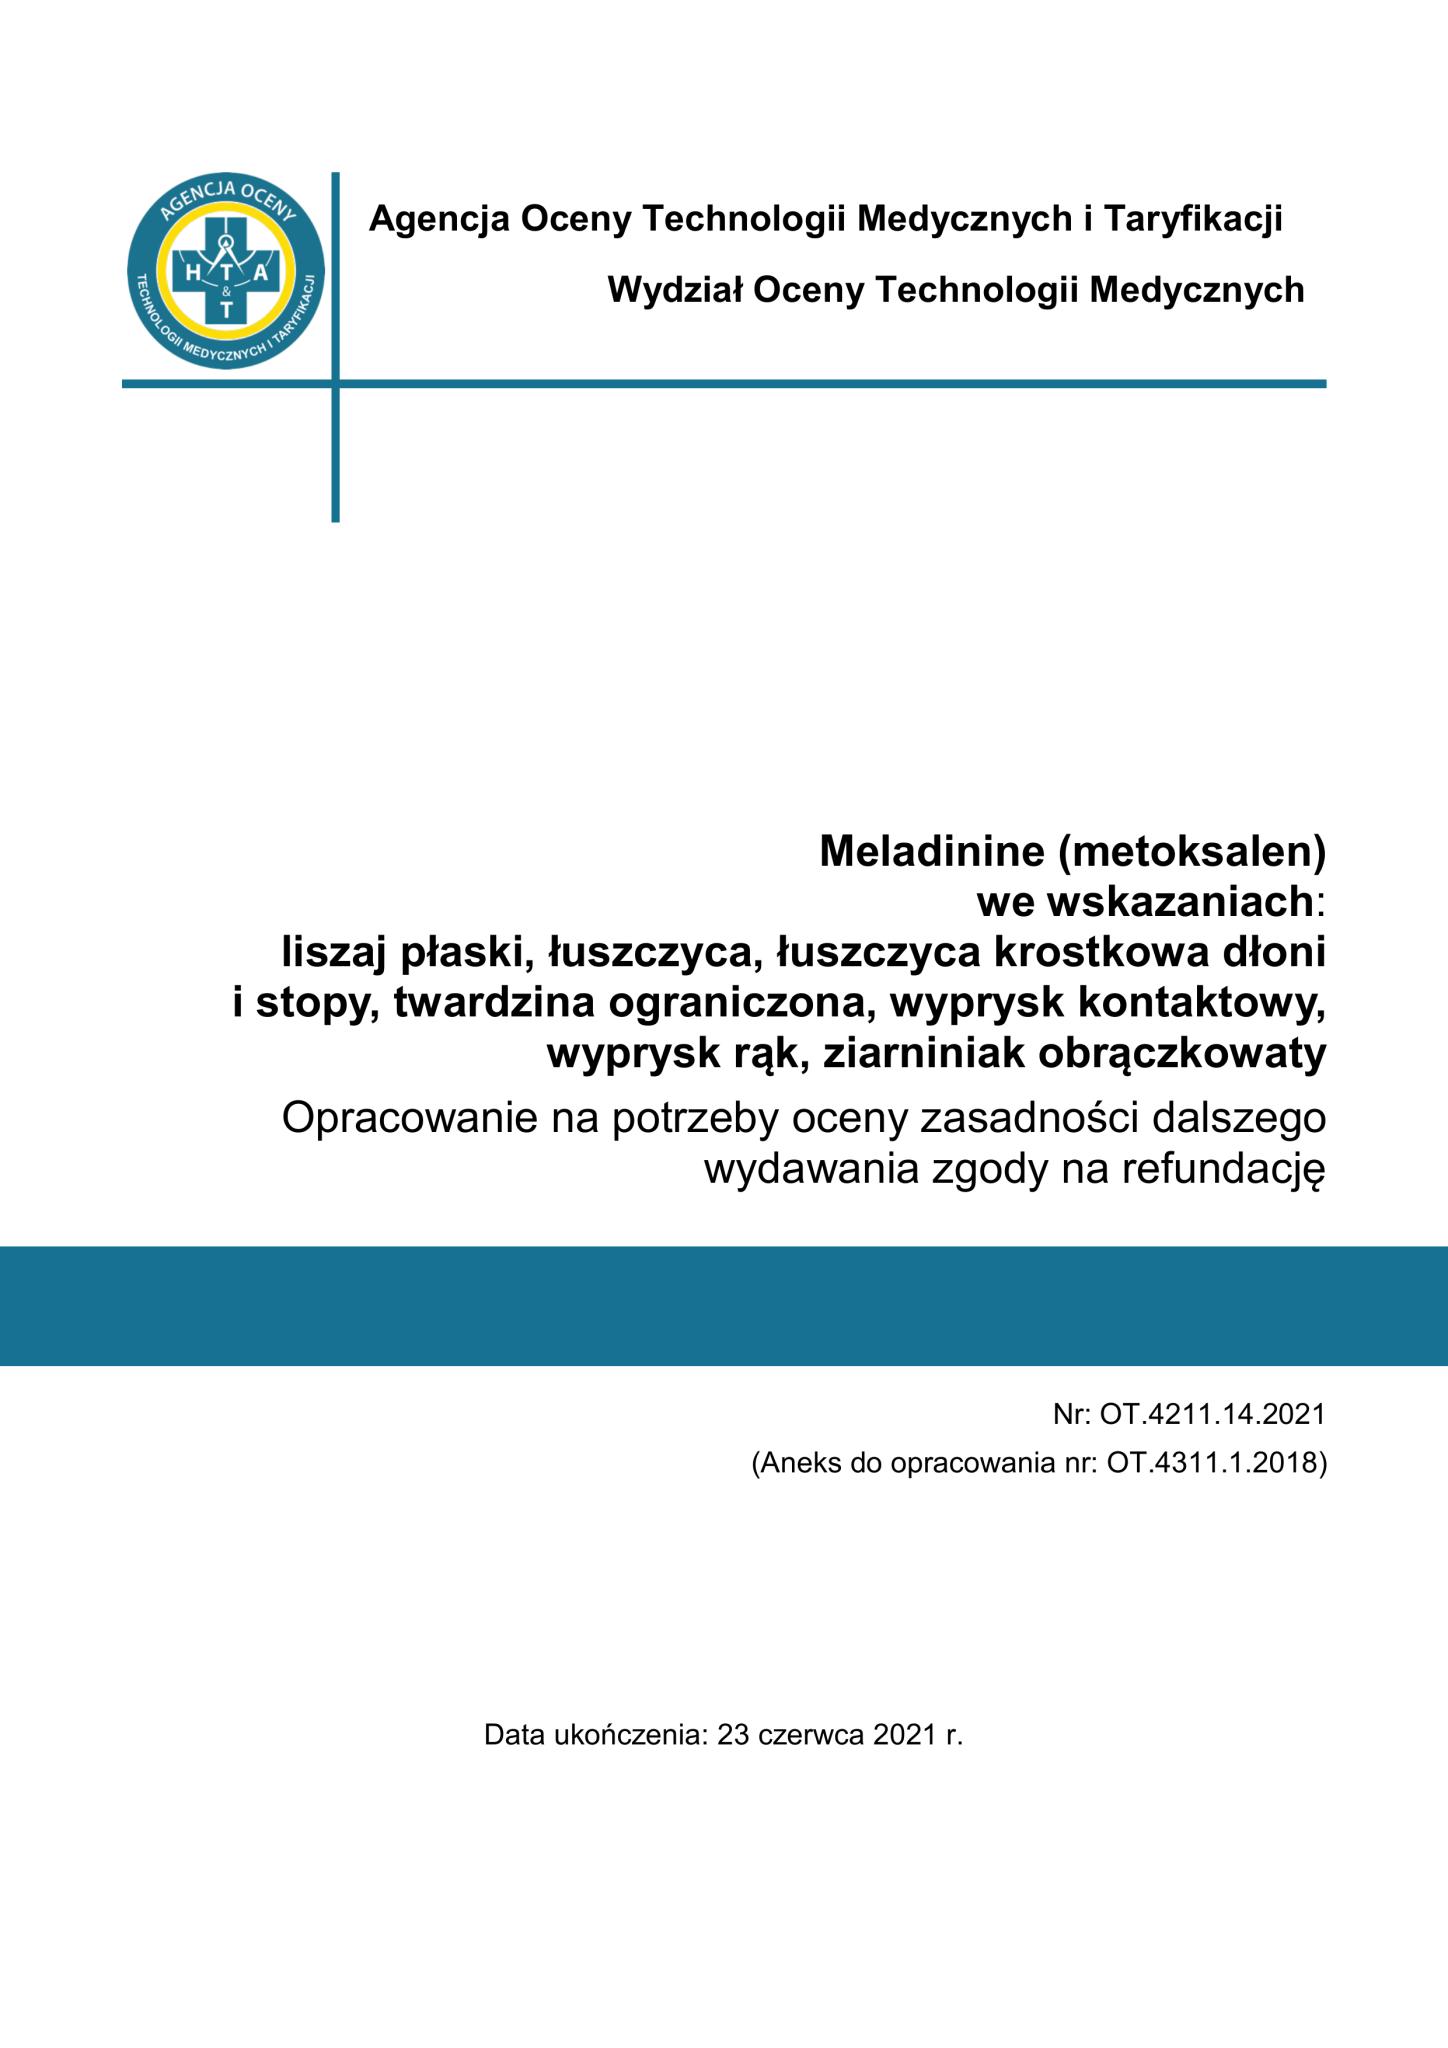 AGENCJA OCENY
TECHNOLOGII MEDYCZNYCH I TARYFIKACJI
H T A
&
T
Agencja Oceny Technologii Medycznych i Taryfikacji
Wydział Oceny Technologii Medycznych
Meladinine (metoksalen)
we wskazaniach:
liszaj płaski, łuszczyca, łuszczyca krostkowa dłoni
i stopy, twardzina ograniczona, wyprysk kontaktowy,
wyprysk rąk, ziarniniak obrączkowaty
Opracowanie na potrzeby oceny zasadności dalszego
wydawania zgody na refundację
Nr: OT.4211.14.2021
(Aneks do opracowania nr: OT.4311.1.2018)
Data ukończenia: 23 czerwca 2021 r.